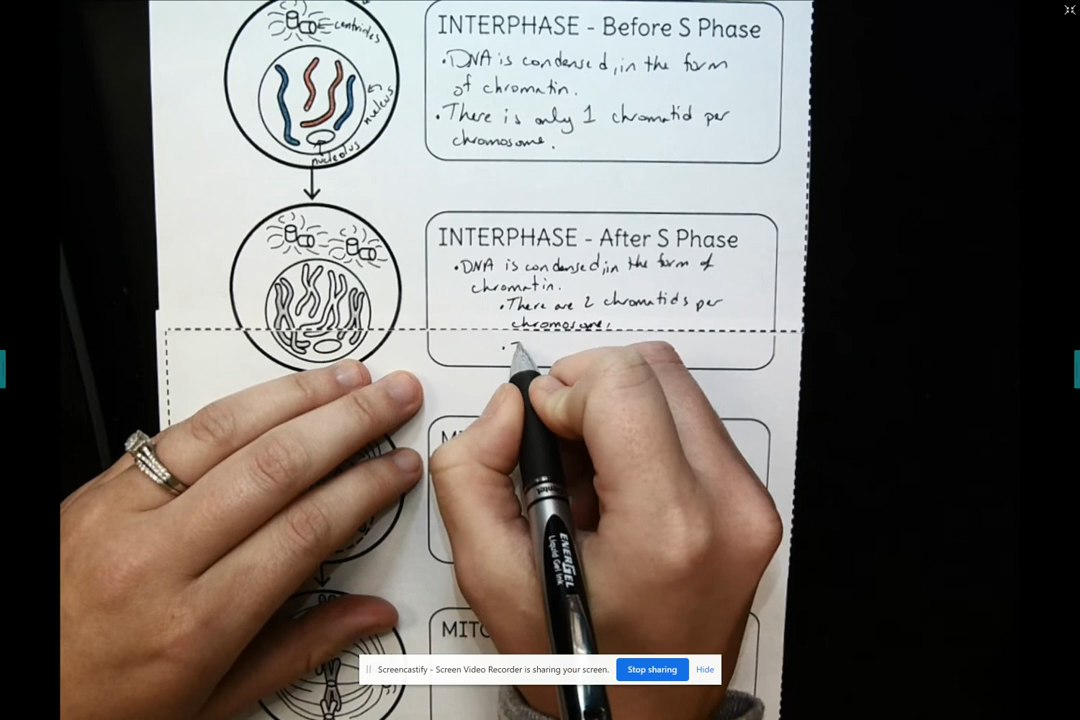 centrioles
nucleus
nucleolus
INTERPHASE - Before S Phase
•DNA is condensed, in the form
of chromatin.
•There is only 1 chromatid per
chromosome.
INTERPHASE - After S Phase
•DNA is condensed, in the form of
chromatin.
•There are 2 chromatids per
chromosome.
•T
M
MITO
ENERGEL
Liquid Gel Ink
Pentel
Screencastify - Screen Video Recorder is sharing your screen.
Stop sharing
Hide